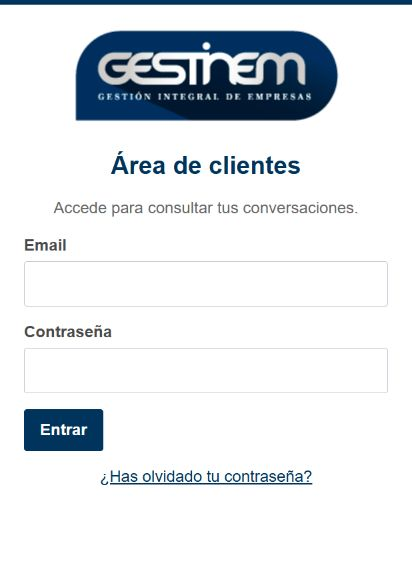 GESTINEM
GESTIÓN INTEGRAL DE EMPRESAS
Área de clientes
Accede para consultar tus conversaciones.
Email
Contraseña
Entrar
¿Has olvidado tu contraseña?